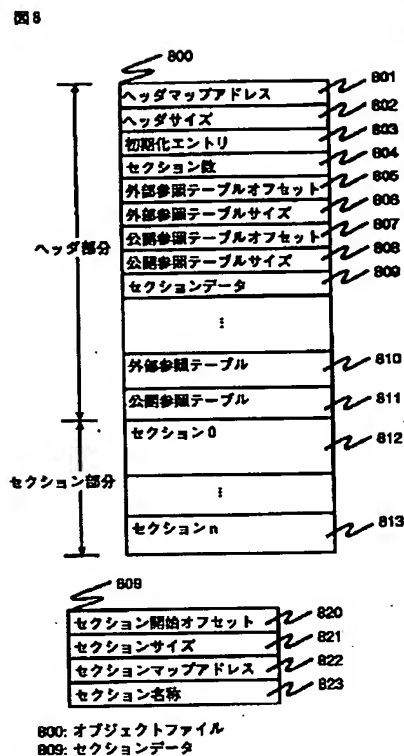 図8
800
ヘッダマップアドレス 801
ヘッダサイズ 802
初期化エントリ 803
セクション数 804
外部参照テーブルオフセット 805
外部参照テーブルサイズ 806
公開参照テーブルオフセット 807
公開参照テーブルサイズ 808
セクションデータ 809
ヘッダ部分
⋮
外部参照テーブル 810
公開参照テーブル 811
セクション0 812
セクション部分
⋮
セクションn 813
809
セクション開始オフセット 820
セクションサイズ 821
セクションマップアドレス 822
セクション名称 823
800: オブジェクトファイル
809: セクションデータ